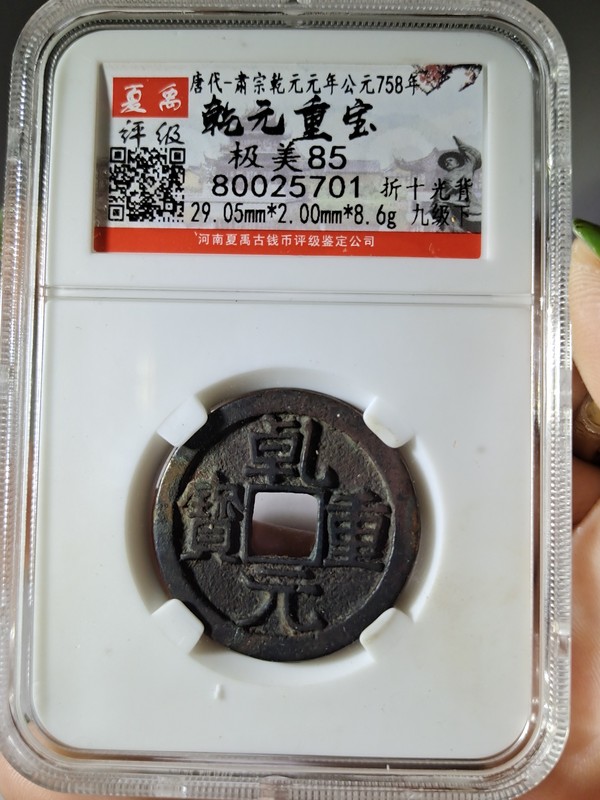 唐代-肃宗乾元元年公元758年
夏禹
评级
乾元重宝
极美85
80025701 折十光背
29.05mm*2.00mm*8.6g 九级下
河南夏禹古钱币评级鉴定公司
乾元重寶